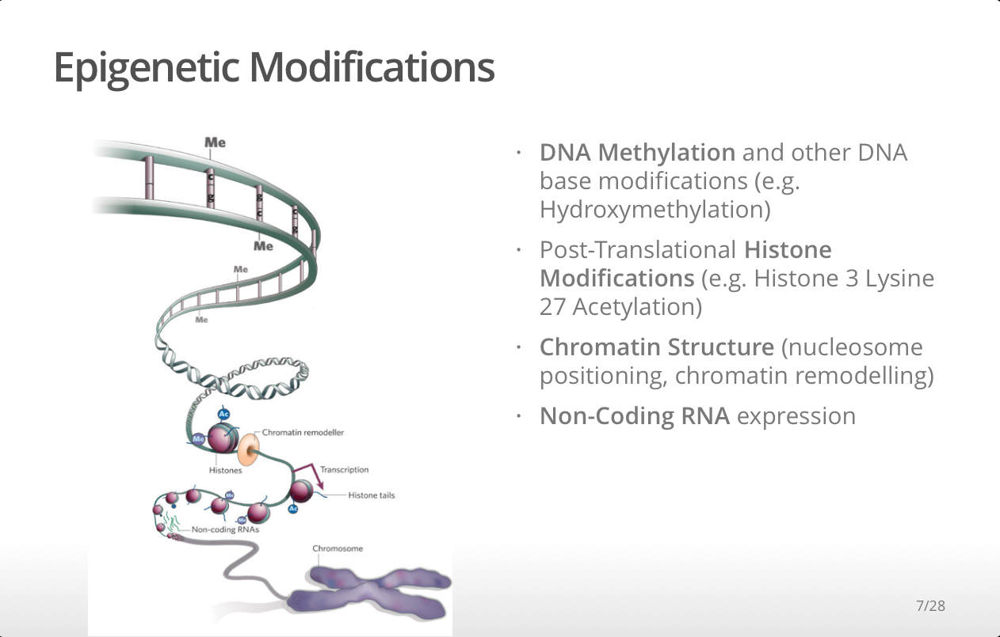 Epigenetic Modifications
Me
C
G
G
C
C
G
Me
Me
Me
Ac
Me
Chromatin remodeller
Histones
Transcription
Histone tails
Me
Ac
Me
Non-coding RNAs
Chromosome
· DNA Methylation and other DNA
base modifications (e.g.
Hydroxymethylation)
· Post-Translational Histone
Modifications (e.g. Histone 3 Lysine
27 Acetylation)
· Chromatin Structure (nucleosome
positioning, chromatin remodelling)
· Non-Coding RNA expression
7/28